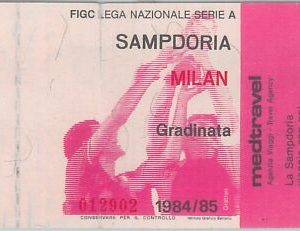 FIGC LEGA NAZIONALE SERIE A
SAMPDORIA
MILAN
Gradinata
012902
1984/85
CONSERVARE PER IL CONTROLLO
medtravel
Agenzia Viaggi - Travel Agency
La Sampdoria